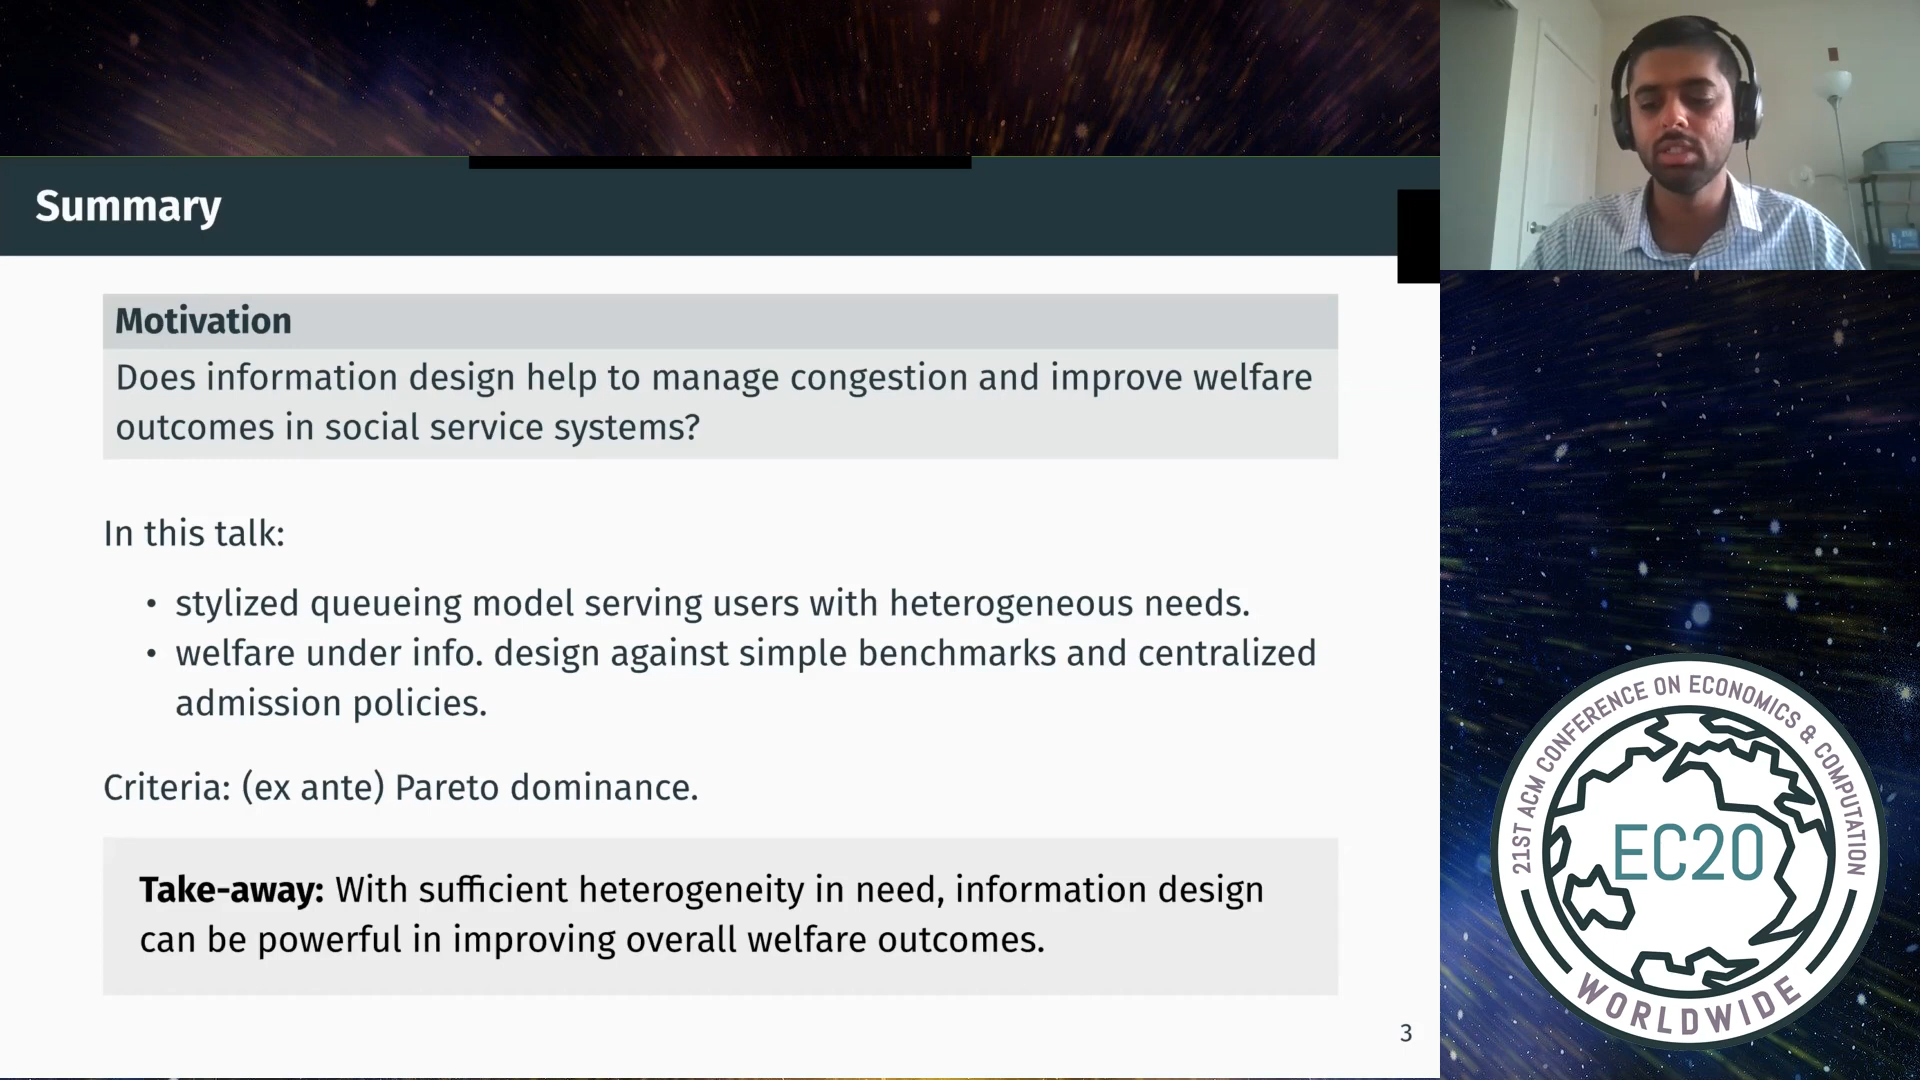 Summary
Motivation
Does information design help to manage congestion and improve welfare
outcomes in social service systems?
In this talk:
• stylized queueing model serving users with heterogeneous needs.
• welfare under info. design against simple benchmarks and centralized
admission policies.
Criteria: (ex ante) Pareto dominance.
Take-away: With sufficient heterogeneity in need, information design
can be powerful in improving overall welfare outcomes.
3
21ST ACM CONFERENCE ON ECONOMICS & COMPUTATION
EC20
WORLDWIDE